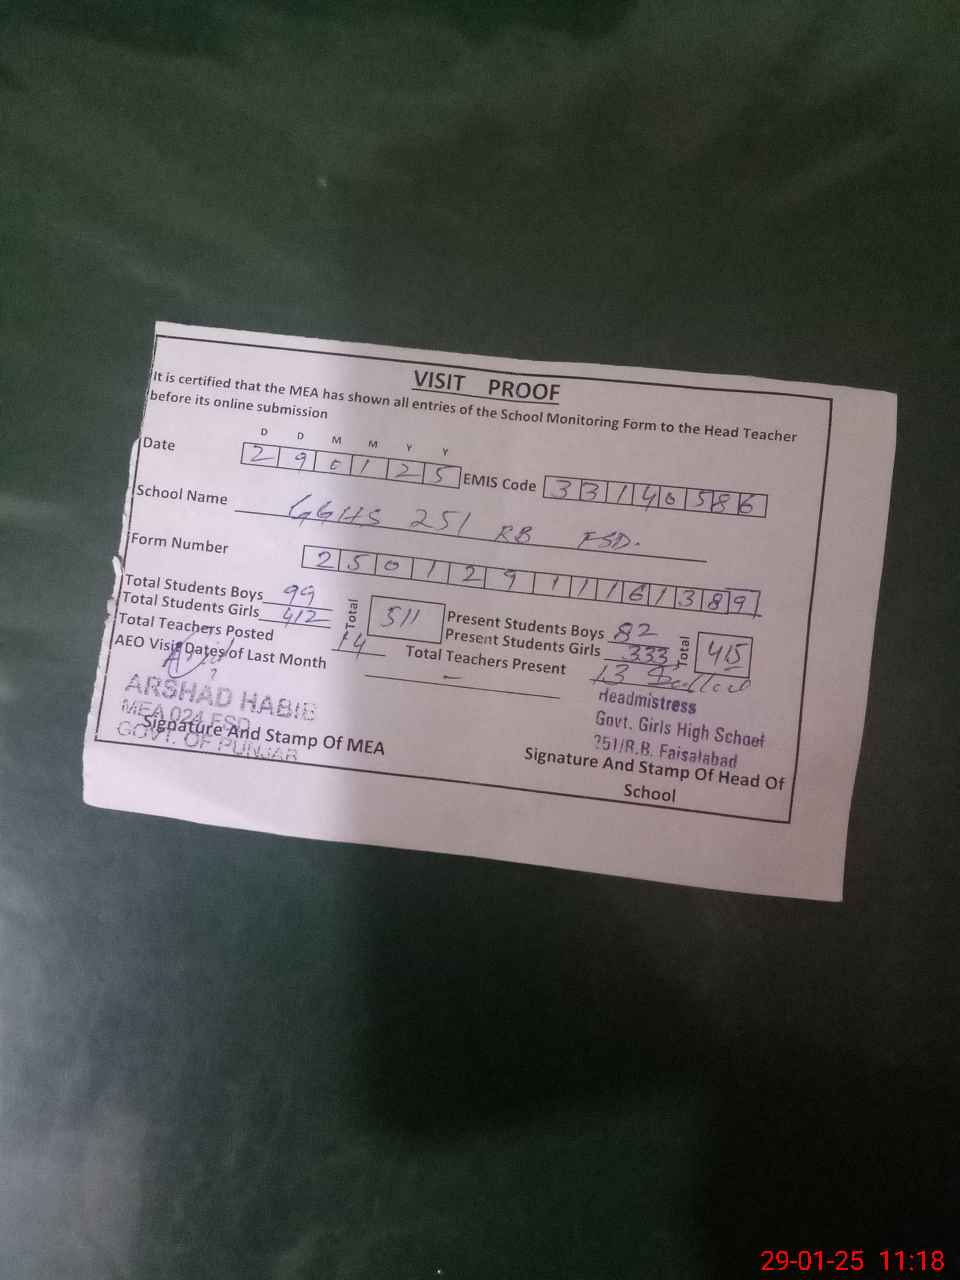 VISIT PROOF
It is certified that the MEA has shown all entries of the School Monitoring Form to the Head Teacher
before its online submission
D D M M Y Y
Date 2 9 0 1 2 5 EMIS Code 3 3 1 4 0 5 8 6
School Name GGHS 251 RB FSD.
Form Number 2 5 0 1 2 9 1 1 1 6 1 3 8 9
Total Students Boys 99 Total 511 Present Students Boys 82 Total 415
Total Students Girls 412 Present Students Girls 333
Total Teachers Posted 14 Total Teachers Present 13
AEO Visit Dates of Last Month —
ARSHAD HABIB
MEA 024 FSD
GOVT. OF PUNJAB
Signature And Stamp Of MEA
Headmistress
Govt. Girls High School
251/R.B. Faisalabad
Signature And Stamp Of Head Of
School
29-01-25 11:18